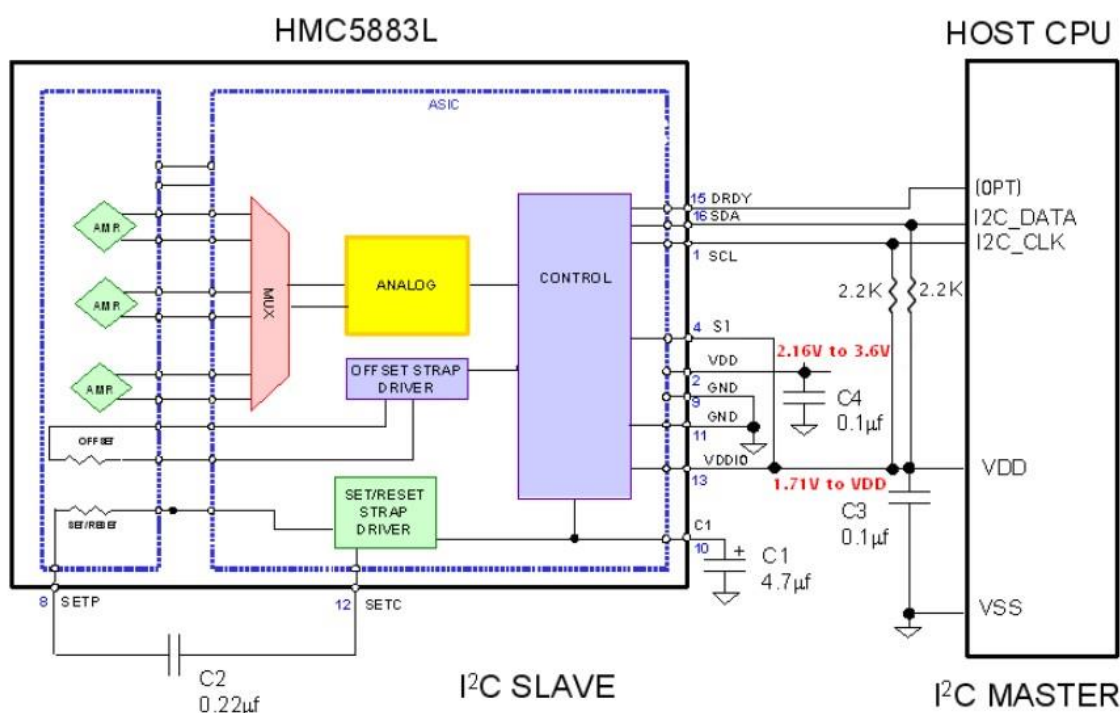 HMC5883L
HOST CPU
ASIC
AMR
AMR
AMR
MUX
ANALOG
CONTROL
OFFSET STRAP
DRIVER
OFFSET
SET/RESET
SET/RESET
STRAP
DRIVER
15 DRDY
16 SDA
1 SCL
4 S1
VDD
2
GND
9
GND
11
VDDIO
13
C1
10
(OPT)
I2C_DATA
I2C_CLK
2.2K
2.2K
2.16V to 3.6V
C4
0.1µf
1.71V to VDD
VDD
C3
0.1µf
+
C1
4.7µf
VSS
8 SETP
12 SETC
C2
0.22µf
I²C SLAVE
I²C MASTER